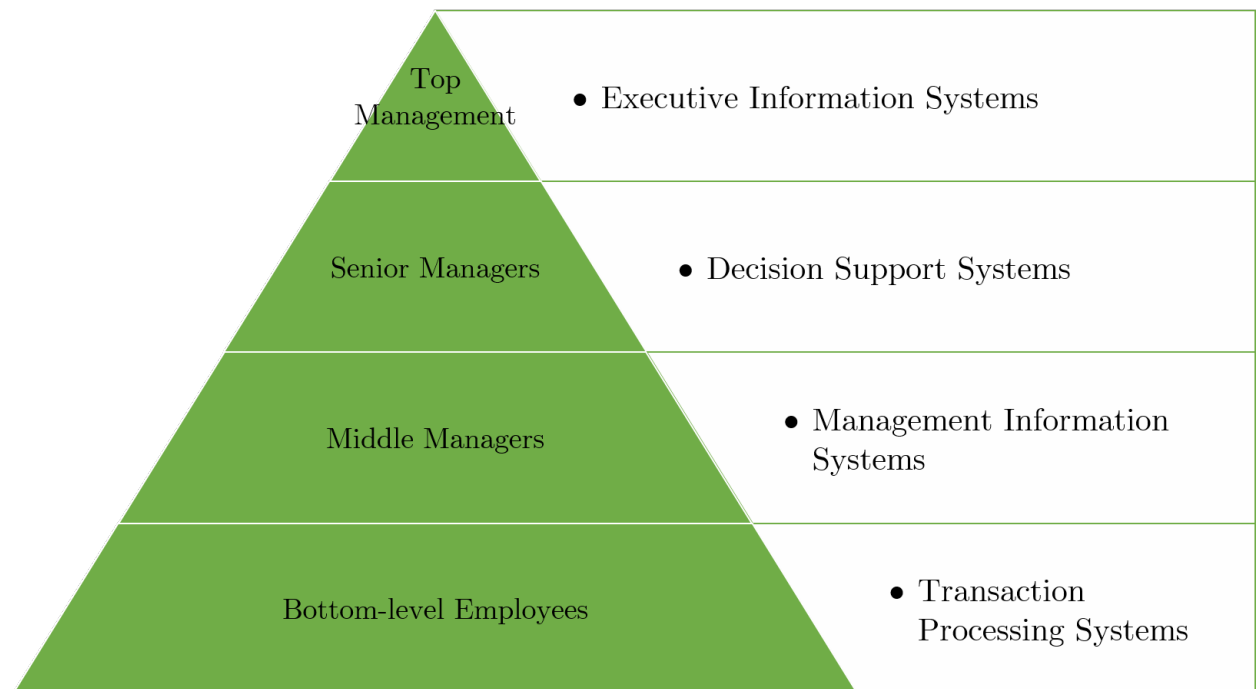 Top
Management
• Executive Information Systems
Senior Managers
• Decision Support Systems
Middle Managers
• Management Information
Systems
Bottom-level Employees
• Transaction
Processing Systems